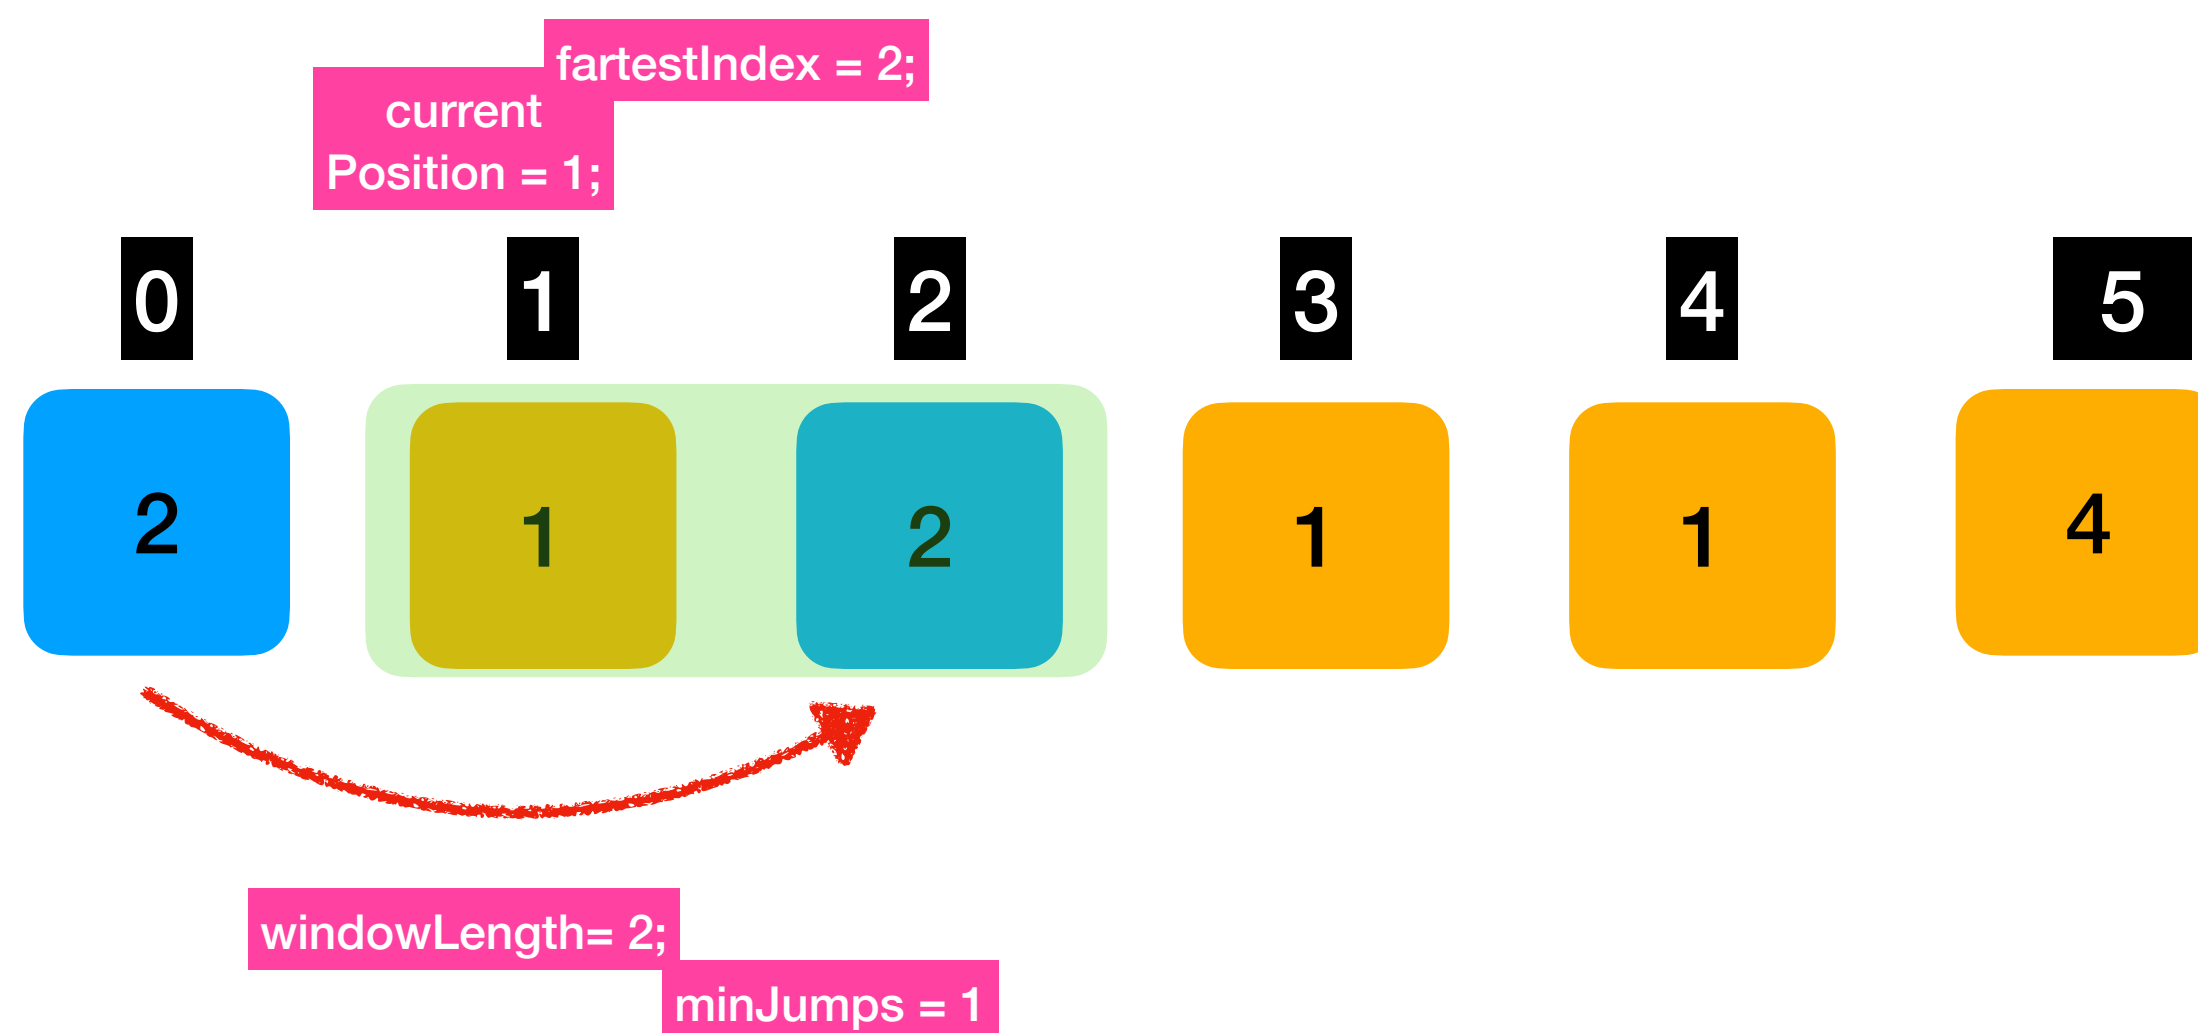 fartestIndex = 2;
current
Position = 1;
0 1 2 3 4 5
2 1 2 1 1 4
windowLength= 2;
minJumps = 1